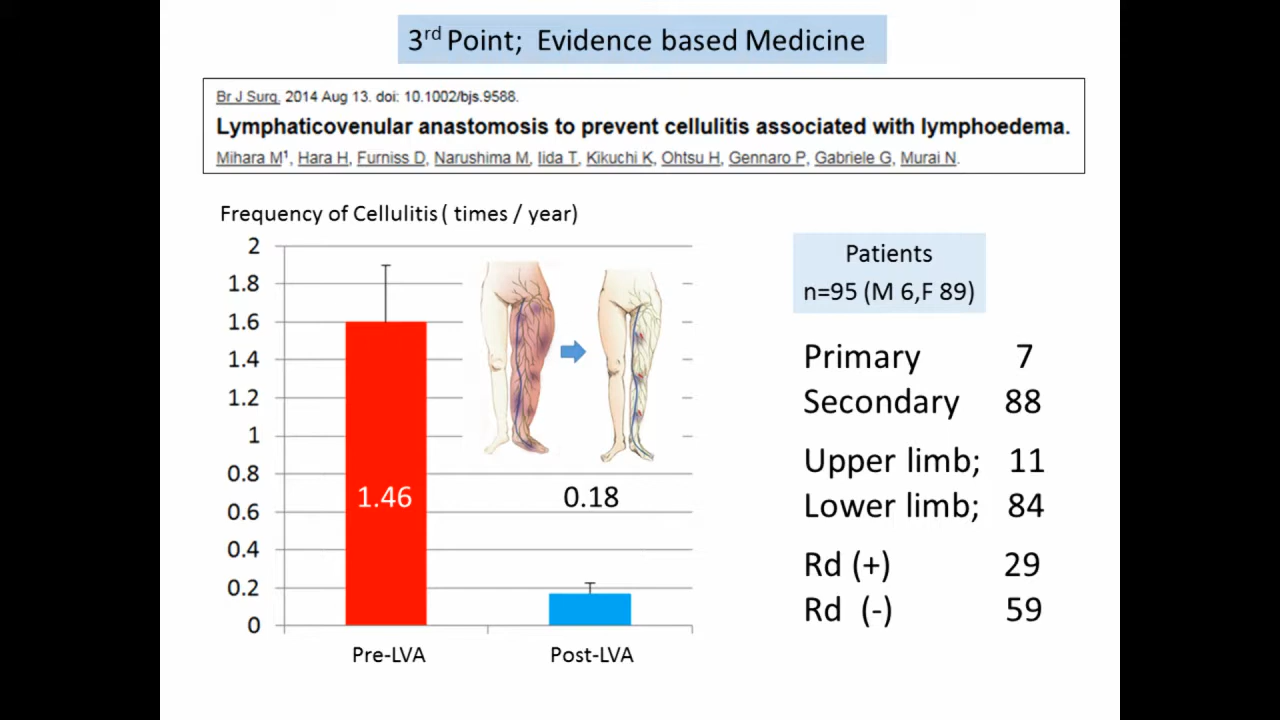 3rd Point; Evidence based Medicine
Br J Surg. 2014 Aug 13. doi: 10.1002/bjs.9588.
Lymphaticovenular anastomosis to prevent cellulitis associated with lymphoedema.
Mihara M1, Hara H, Furniss D, Narushima M, Iida T, Kikuchi K, Ohtsu H, Gennaro P, Gabriele G, Murai N.
Frequency of Cellulitis ( times / year)
2
1.8
1.6
1.4
1.2
1
0.8
0.6
0.4
0.2
0
1.46
0.18
Pre-LVA
Post-LVA
Patients
n=95 (M 6,F 89)
Primary 7
Secondary 88
Upper limb; 11
Lower limb; 84
Rd (+) 29
Rd (-) 59